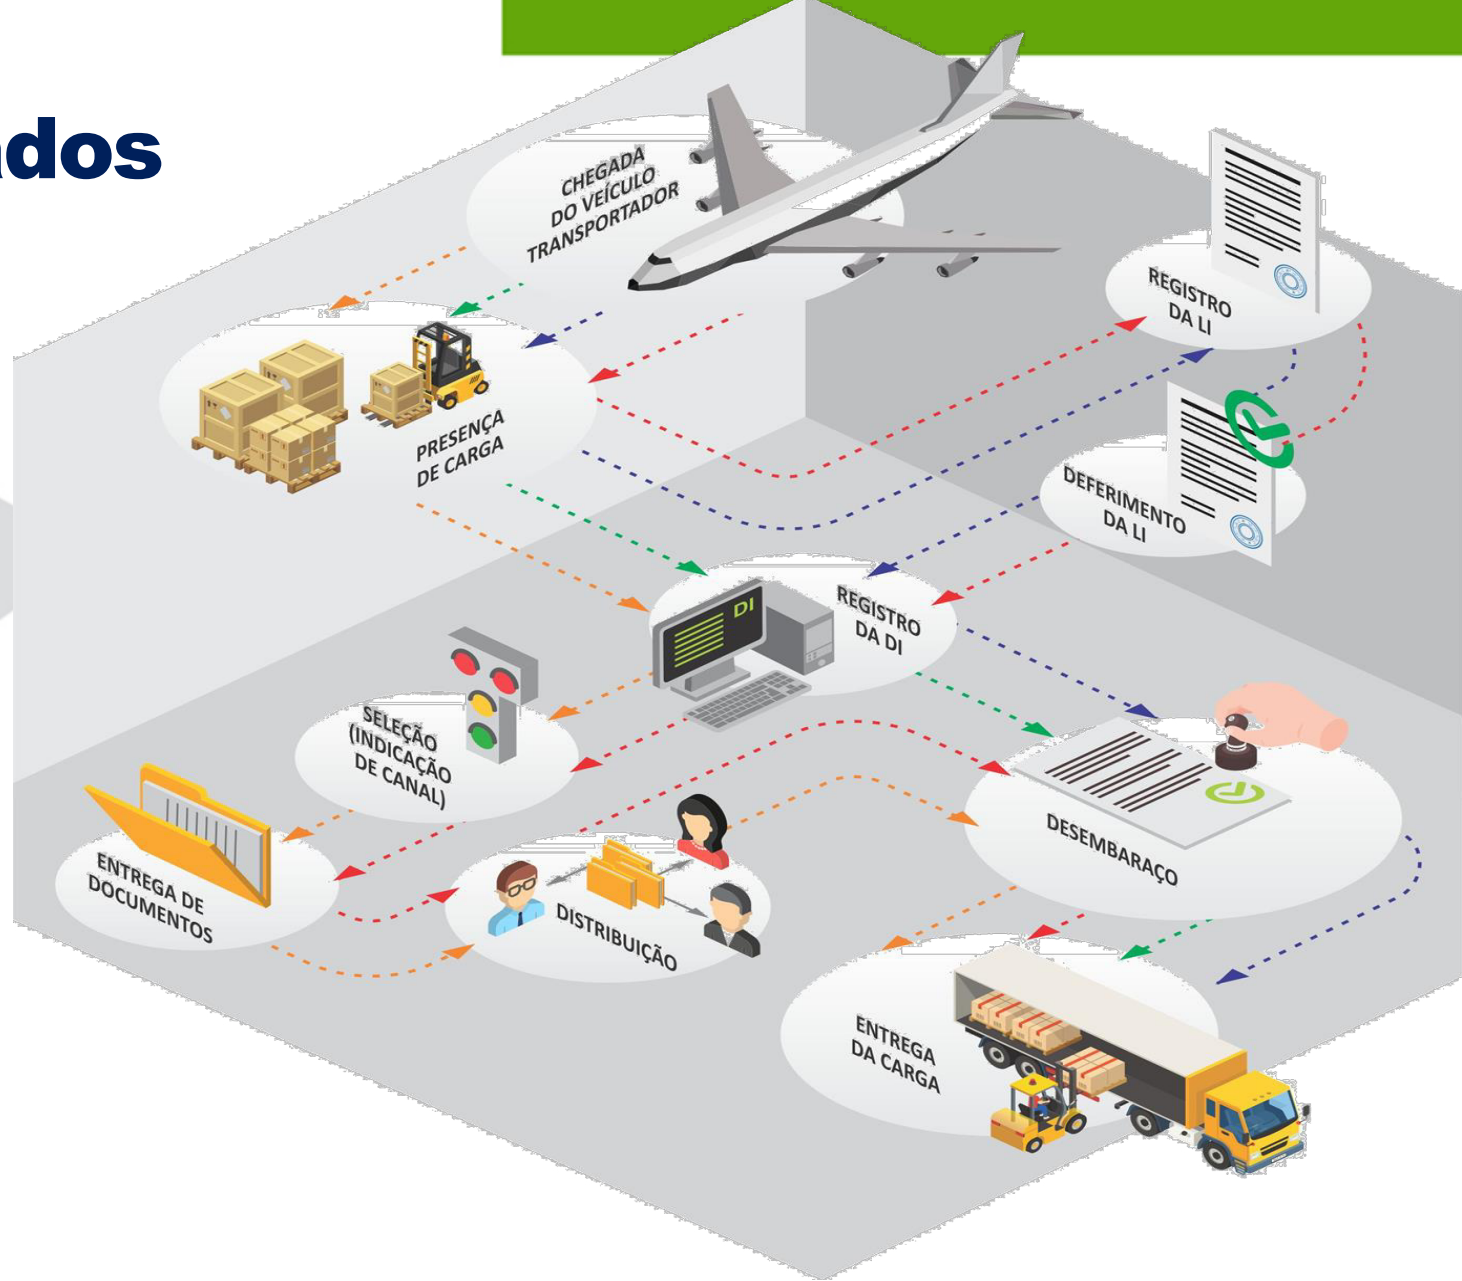 ados
CHEGADA
DO VEÍCULO
TRANSPORTADOR
REGISTRO
DA LI
PRESENÇA
DE CARGA
DEFERIMENTO
DA LI
DI
REGISTRO
DA DI
SELEÇÃO
(INDICAÇÃO
DE CANAL)
ENTREGA DE
DOCUMENTOS
DISTRIBUIÇÃO
DESEMBARAÇO
ENTREGA
DA CARGA